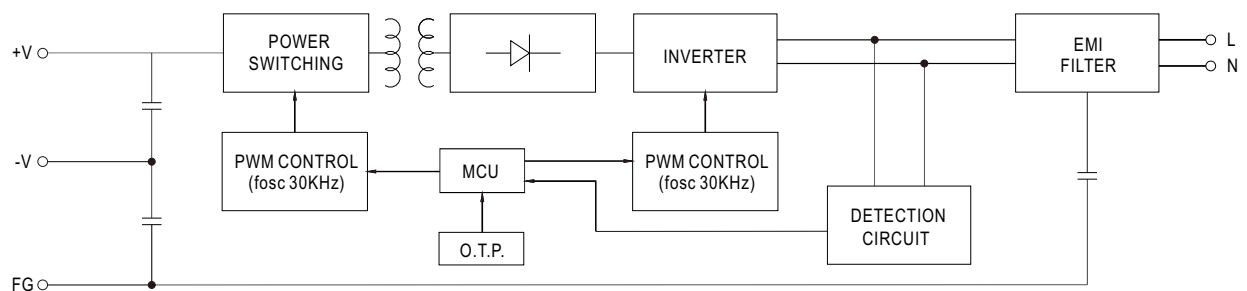 +V
POWER
SWITCHING
INVERTER
EMI
FILTER
L
N
-V
PWM CONTROL
(fosc 30KHz)
MCU
PWM CONTROL
(fosc 30KHz)
O.T.P.
DETECTION
CIRCUIT
FG